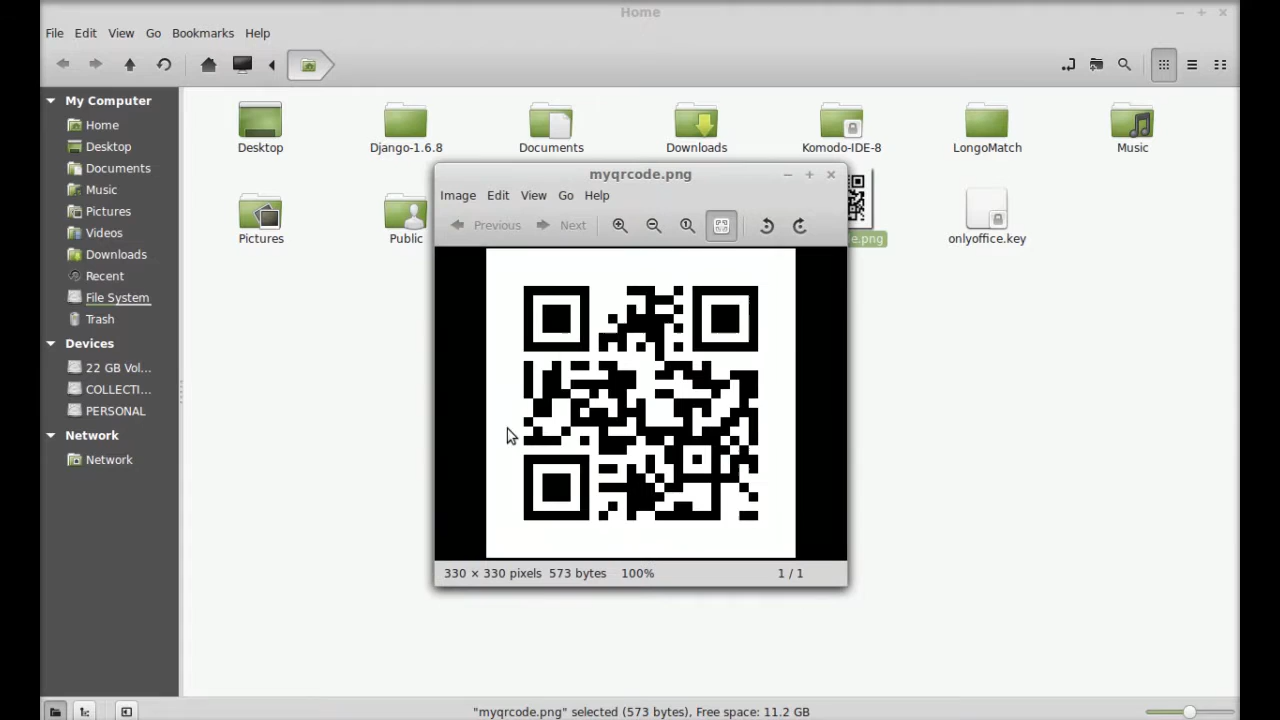 Home
File Edit View Go Bookmarks Help
My Computer
Home
Desktop
Documents
Music
Pictures
Videos
Downloads
Recent
File System
Trash
Devices
22 GB Vol...
COLLECTI...
PERSONAL
Network
Network
Desktop Django-1.6.8 Documents Downloads Komodo-IDE-8 LongoMatch Music
Pictures Public e.png onlyoffice.key
myqrcode.png
Image Edit View Go Help
Previous Next
330 × 330 pixels 573 bytes 100% 1 / 1
"myqrcode.png" selected (573 bytes), Free space: 11.2 GB